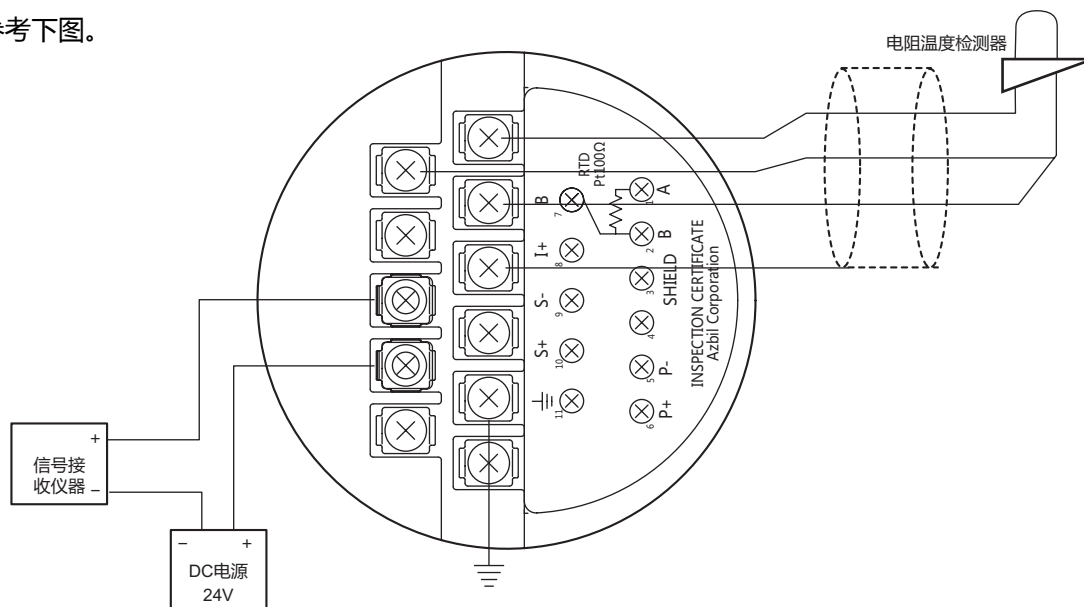 参考下图。
电阻温度检测器
RTD
Pt100Ω
B
7
I+
8
S-
9
S+
10
11
A
1
B
2
SHIELD
3
4
P-
5
P+
6
INSPECTION CERTIFICATE
Azbil Corporation
+
信号接
收仪器
−
− +
DC电源
24V